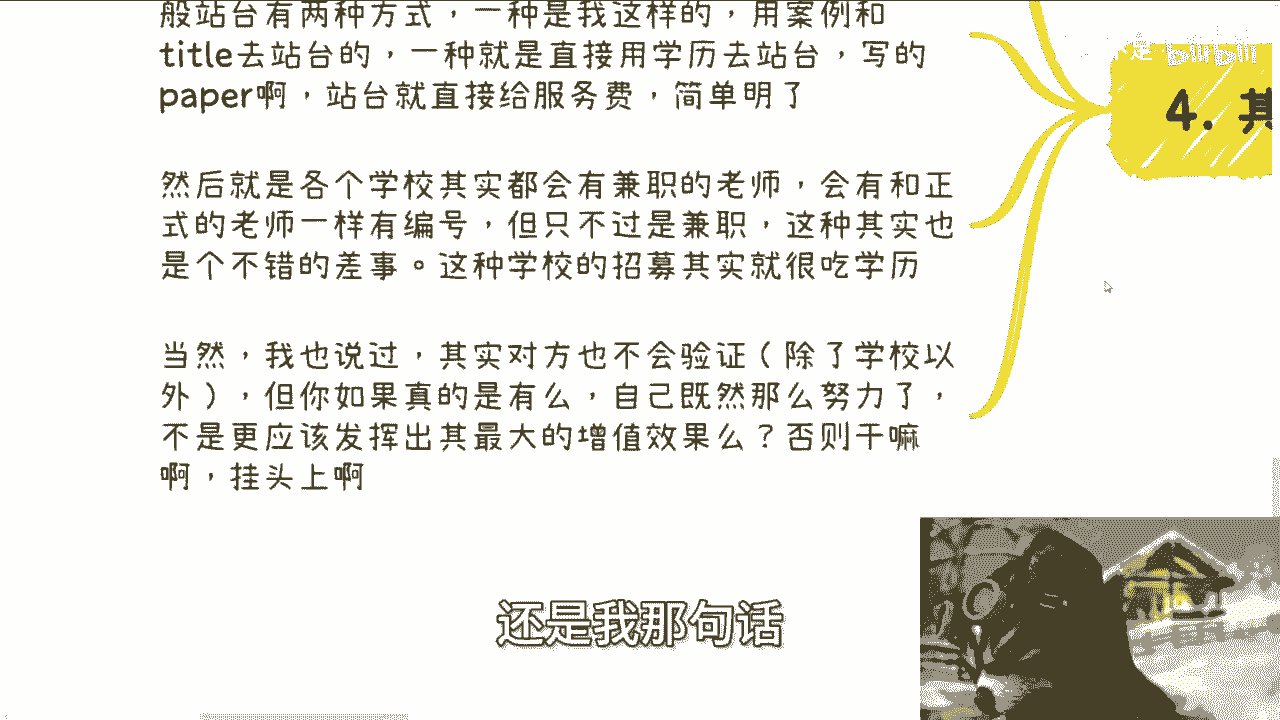 般站台有两种方式，一种是我这样的，用案例和
title去站台的，一种就是直接用学历去站台，写的
paper啊，站台就直接给服务费，简单明了
然后就是各个学校其实都会有兼职的老师，会有和正
式的老师一样有编号，但只不过是兼职，这种其实也
是个不错的差事。这种学校的招募其实就很吃学历
当然，我也说过，其实对方也不会验证（除了学校以
外），但你如果真的是有么，自己既然那么努力了，
不是更应该发挥出其最大的增值效果么？否则干嘛
啊，挂头上啊
bilibili
4. 其
还是我那句话